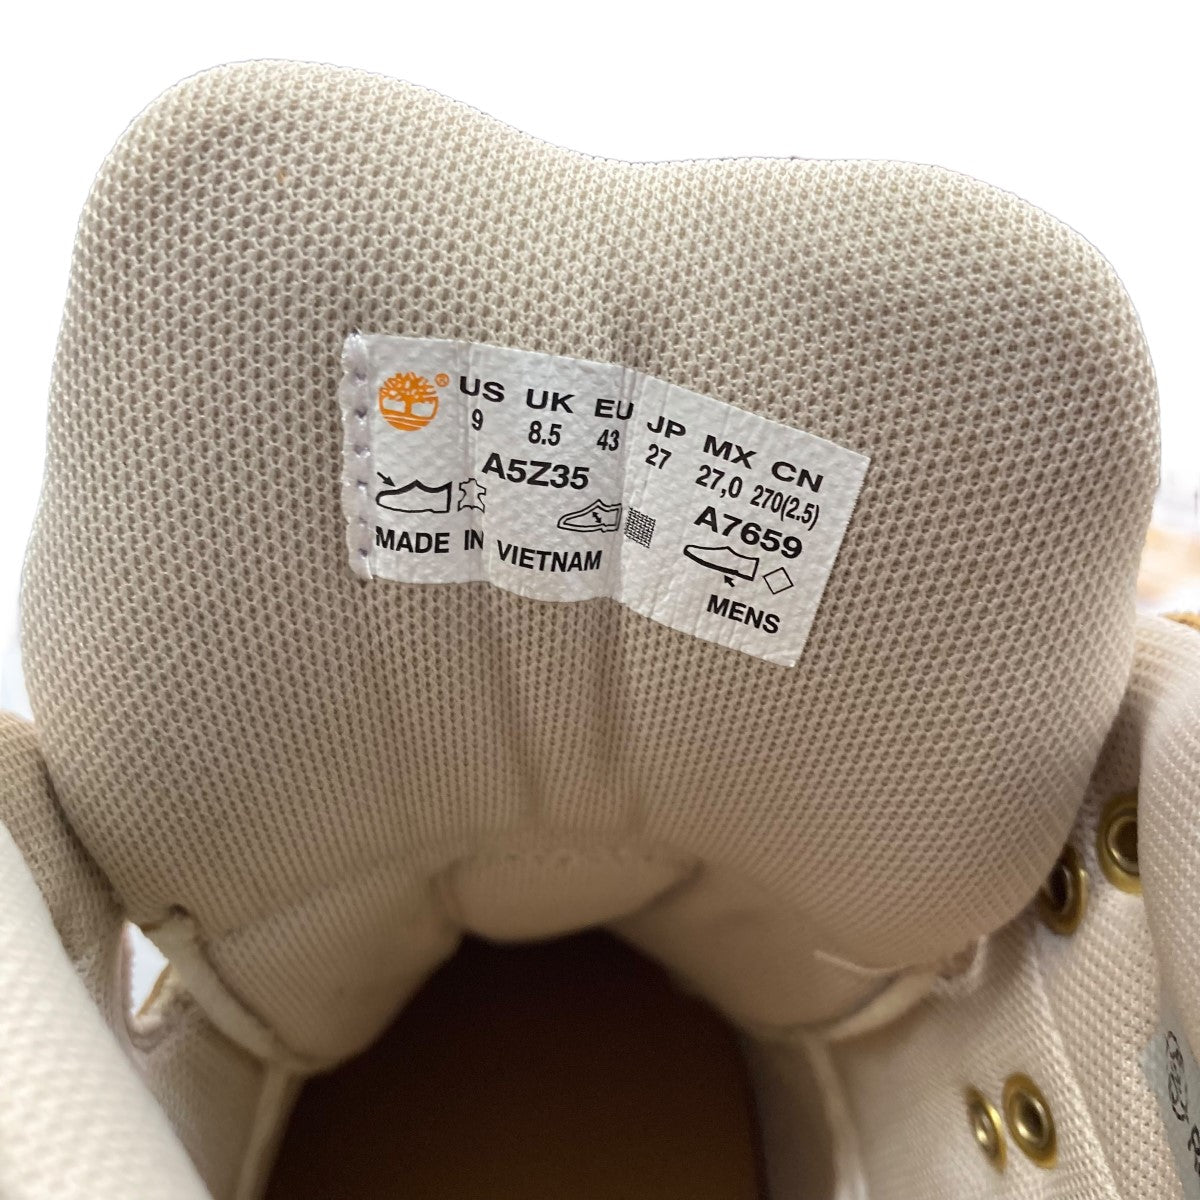 ® US UK EU JP MX CN
9 8.5 43 27 27,0 270(2.5)
A5Z35 A7659
MADE IN VIETNAM MENS